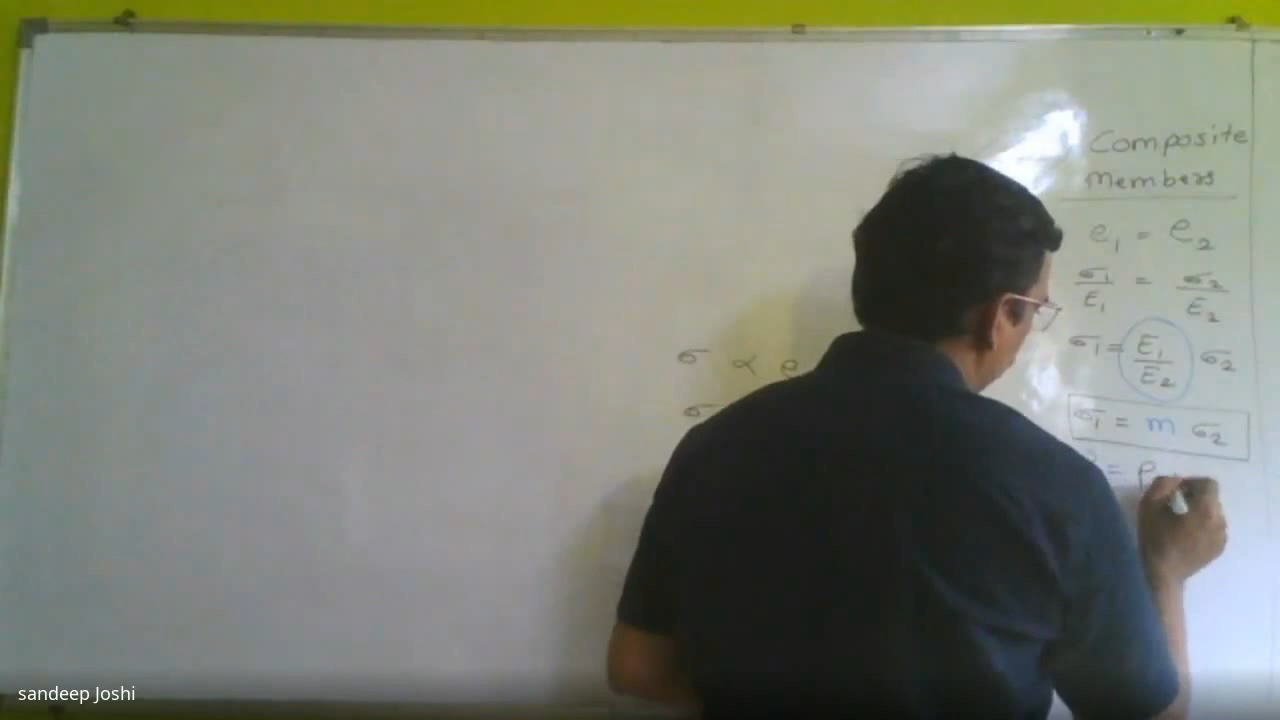 Composite
Members
e₁ = e₂
σ₁/E₁ = σ₂/E₂
σ₁ = E₁/E₂ σ₂
σ₁ = m σ₂
= P
σ ∝ e
σ
sandeep Joshi